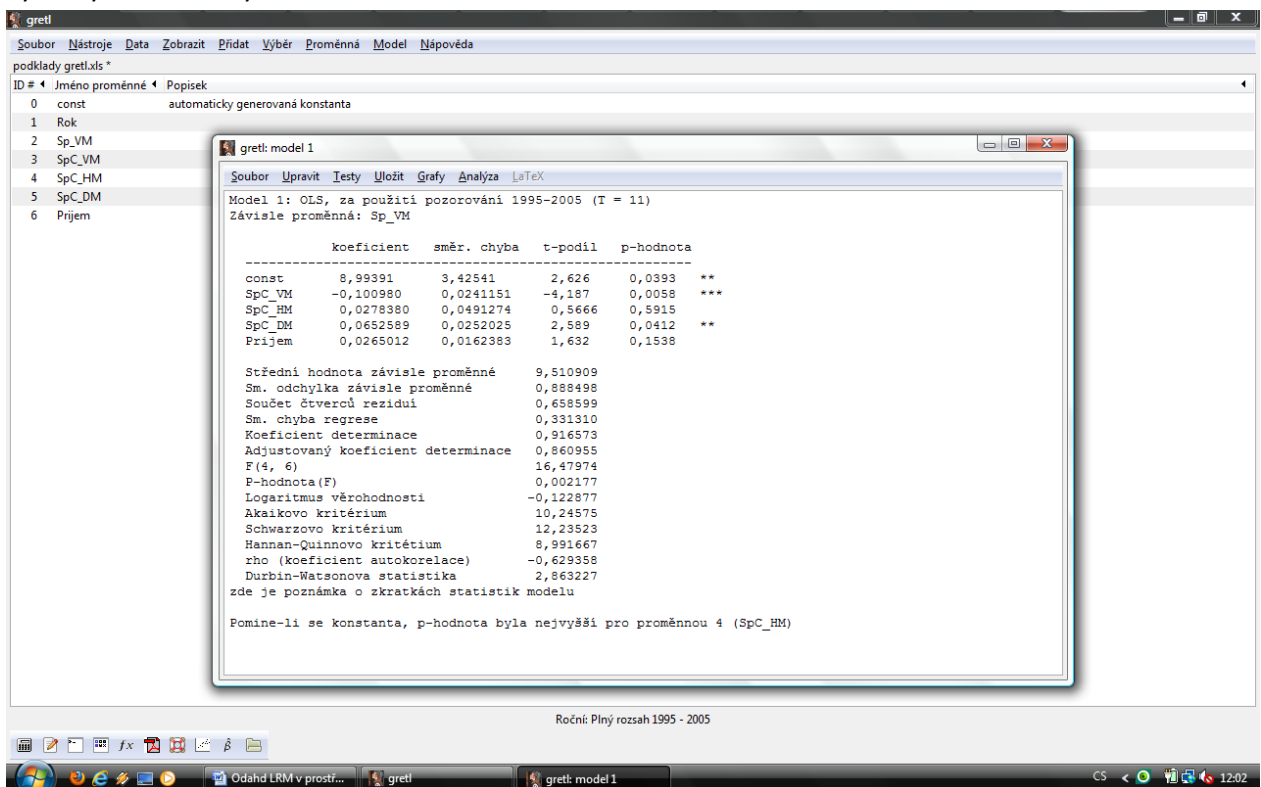 gretl
Soubor Nástroje Data Zobrazit Přidat Výběr Proměnná Model Nápověda
podklady gretl.xls *
ID # Jméno proměnné Popisek
0 const automaticky generovaná konstanta
1 Rok
2 Sp_VM
3 SpC_VM
4 SpC_HM
5 SpC_DM
6 Prijem
gretl: model 1
Soubor Upravit Testy Uložit Grafy Analýza LaTeX
Model 1: OLS, za použití pozorování 1995-2005 (T = 11)
Závisle proměnná: Sp_VM
koeficient směr. chyba t-podíl p-hodnota
const 8,99391 3,42541 2,626 0,0393 **
SpC_VM -0,100980 0,0241151 -4,187 0,0058 ***
SpC_HM 0,0278380 0,0491274 0,5666 0,5915
SpC_DM 0,0652589 0,0252025 2,589 0,0412 **
Prijem 0,0265012 0,0162383 1,632 0,1538
Střední hodnota závisle proměnné 9,510909
Sm. odchylka závisle proměnné 0,888498
Součet čtverců reziduí 0,658599
Sm. chyba regrese 0,331310
Koeficient determinace 0,916573
Adjustovaný koeficient determinace 0,860955
F(4, 6) 16,47974
P-hodnota(F) 0,002177
Logaritmus věrohodnosti -0,122877
Akaikovo kritérium 10,24575
Schwarzovo kritérium 12,23523
Hannan-Quinnovo kritétium 8,991667
rho (koeficient autokorelace) -0,629358
Durbin-Watsonova statistika 2,863227
zde je poznámka o zkratkách statistik modelu
Pomine-li se konstanta, p-hodnota byla nejvyšší pro proměnnou 4 (SpC_HM)
Roční: Plný rozsah 1995 - 2005
fx β̂
Odahd LRM v prostř... gretl gretl: model 1 CS 12:02